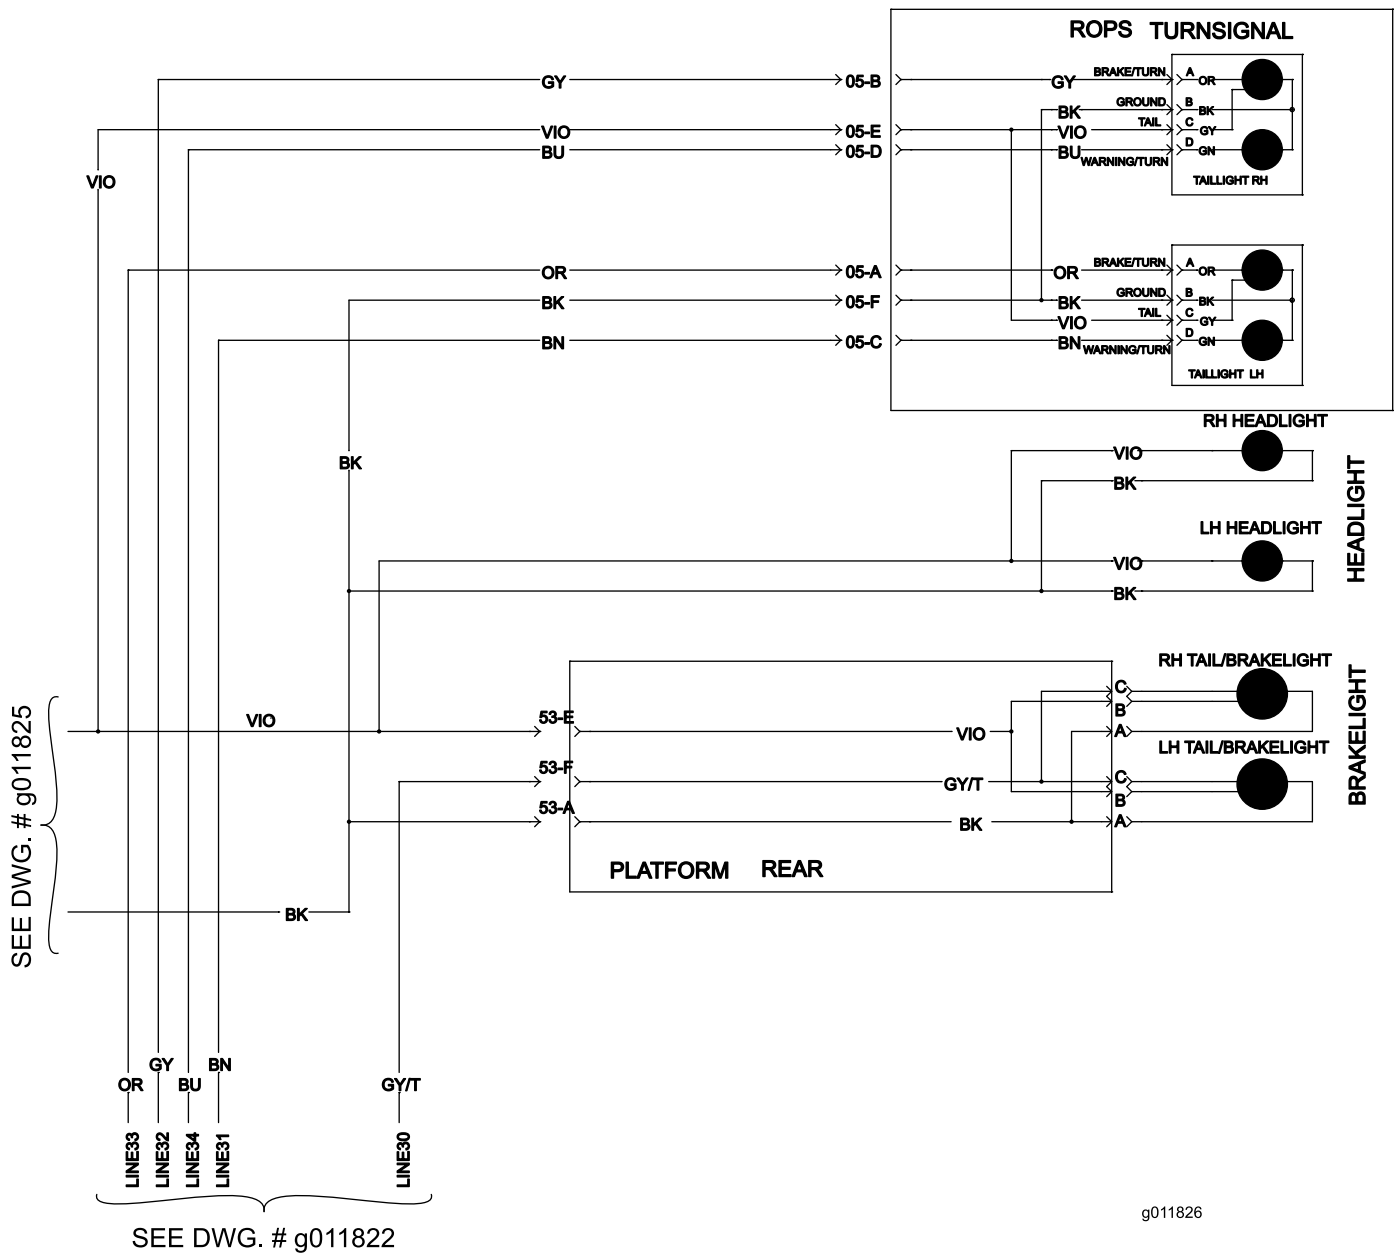 ROPS TURNSIGNAL
GY 05-B GY BRAKE/TURN A OR
BK GROUND B BK
VIO 05-E VIO TAIL C GY
BU 05-D BU WARNING/TURN D GN
TAILLIGHT RH
VIO
OR 05-A OR BRAKE/TURN A OR
BK 05-F BK GROUND B BK
VIO TAIL C GY
BN 05-C BN WARNING/TURN D GN
TAILLIGHT LH
RH HEADLIGHT
VIO
BK
BK
LH HEADLIGHT
VIO
BK
HEADLIGHT
RH TAIL/BRAKELIGHT
C
B
A
VIO
53-E
VIO
LH TAIL/BRAKELIGHT
53-F
GY/T
C
B
53-A
BK
A
BRAKELIGHT
PLATFORM REAR
BK
SEE DWG. # g011825
GY
BN
OR
BU
GY/T
LINE33
LINE32
LINE34
LINE31
LINE30
SEE DWG. # g011822
g011826